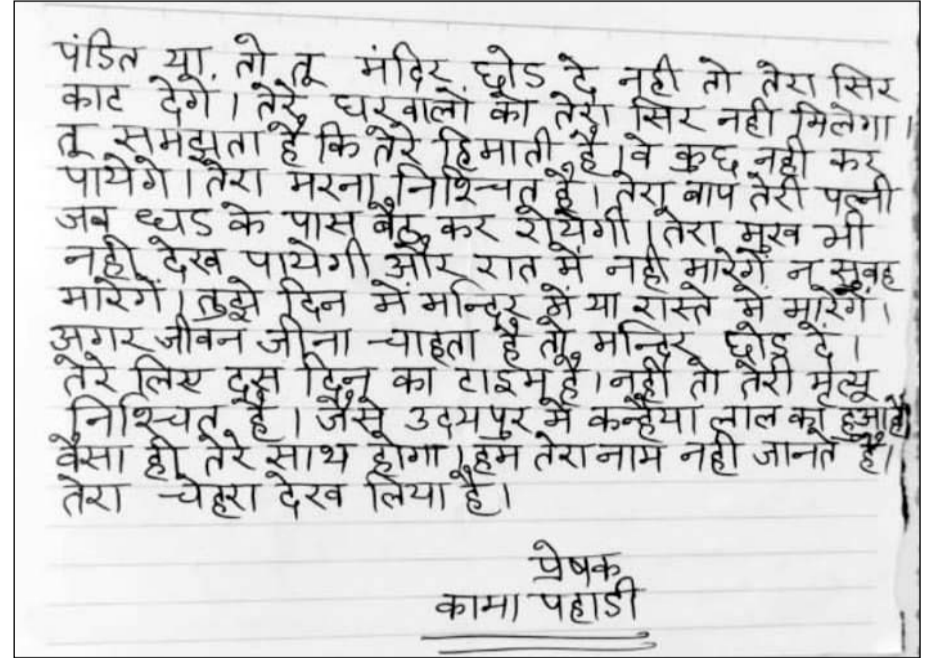 पंडित या तो तू मंदिर छोड दे नही तो तेरा सिर
काट देगें। तेरे घरवालों को तेरा सिर नही मिलेगा।
तू समझता है कि तेरे हिमाती है। वे कुछ नही कर
पायेगे। तेरा मरना निश्चित है। तेरा बाप तेरी पत्नी
जब धड के पास बैठ कर रोयेगी। तेरा मुख भी
नही देख पायेगी और रात में नही मारेगें न सुबह
मारेगें। तुझे दिन में मन्दिर में या रास्ते में मारेगें।
अगर जीवन जीना चाहता है तो मन्दिर छोड दें।
तेरे लिए दस दिन का टाइम है। नही तो तेरी मृत्यू
निश्चित है। जैसे उदयपुर में कन्हैया लाल का हुआ है
वैसा ही तेरे साथ होगा। हम तेरा नाम नही जानते है।
तेरा चेहरा देख लिया है।
प्रेषक
कामा पहाडी